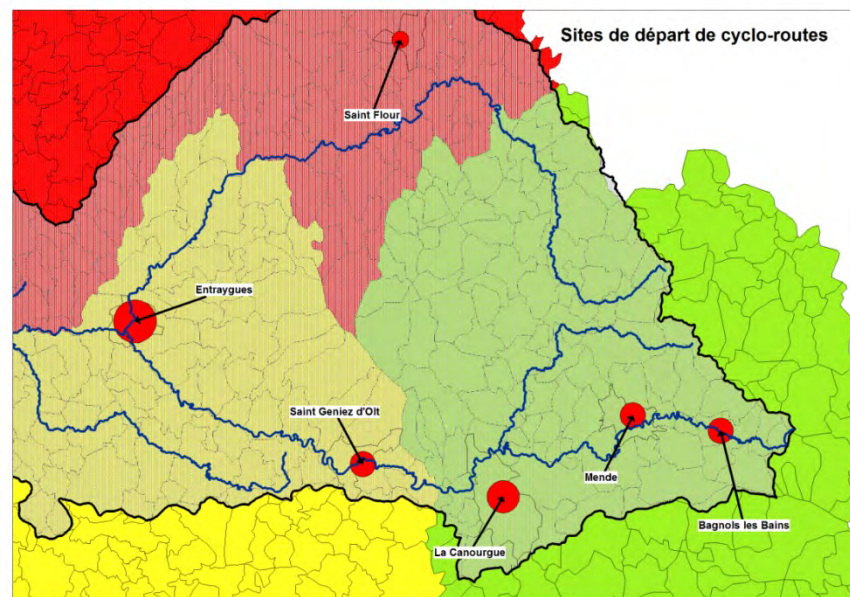 Sites de départ de cyclo-routes
Saint Flour
Entraygues
Saint Geniez d'Olt
Mende
Bagnols les Bains
La Canourgue